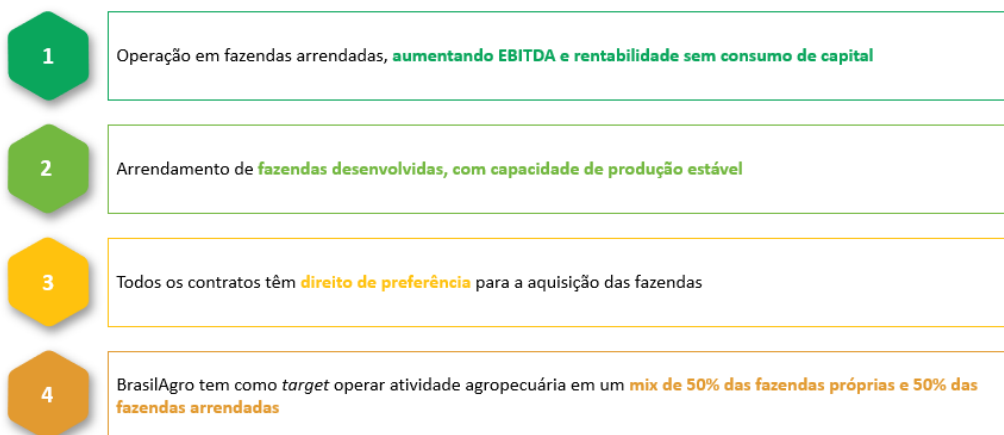 1
Operação em fazendas arrendadas, aumentando EBITDA e rentabilidade sem consumo de capital
2
Arrendamento de fazendas desenvolvidas, com capacidade de produção estável
3
Todos os contratos têm direito de preferência para a aquisição das fazendas
4
BrasilAgro tem como target operar atividade agropecuária em um mix de 50% das fazendas próprias e 50% das
fazendas arrendadas